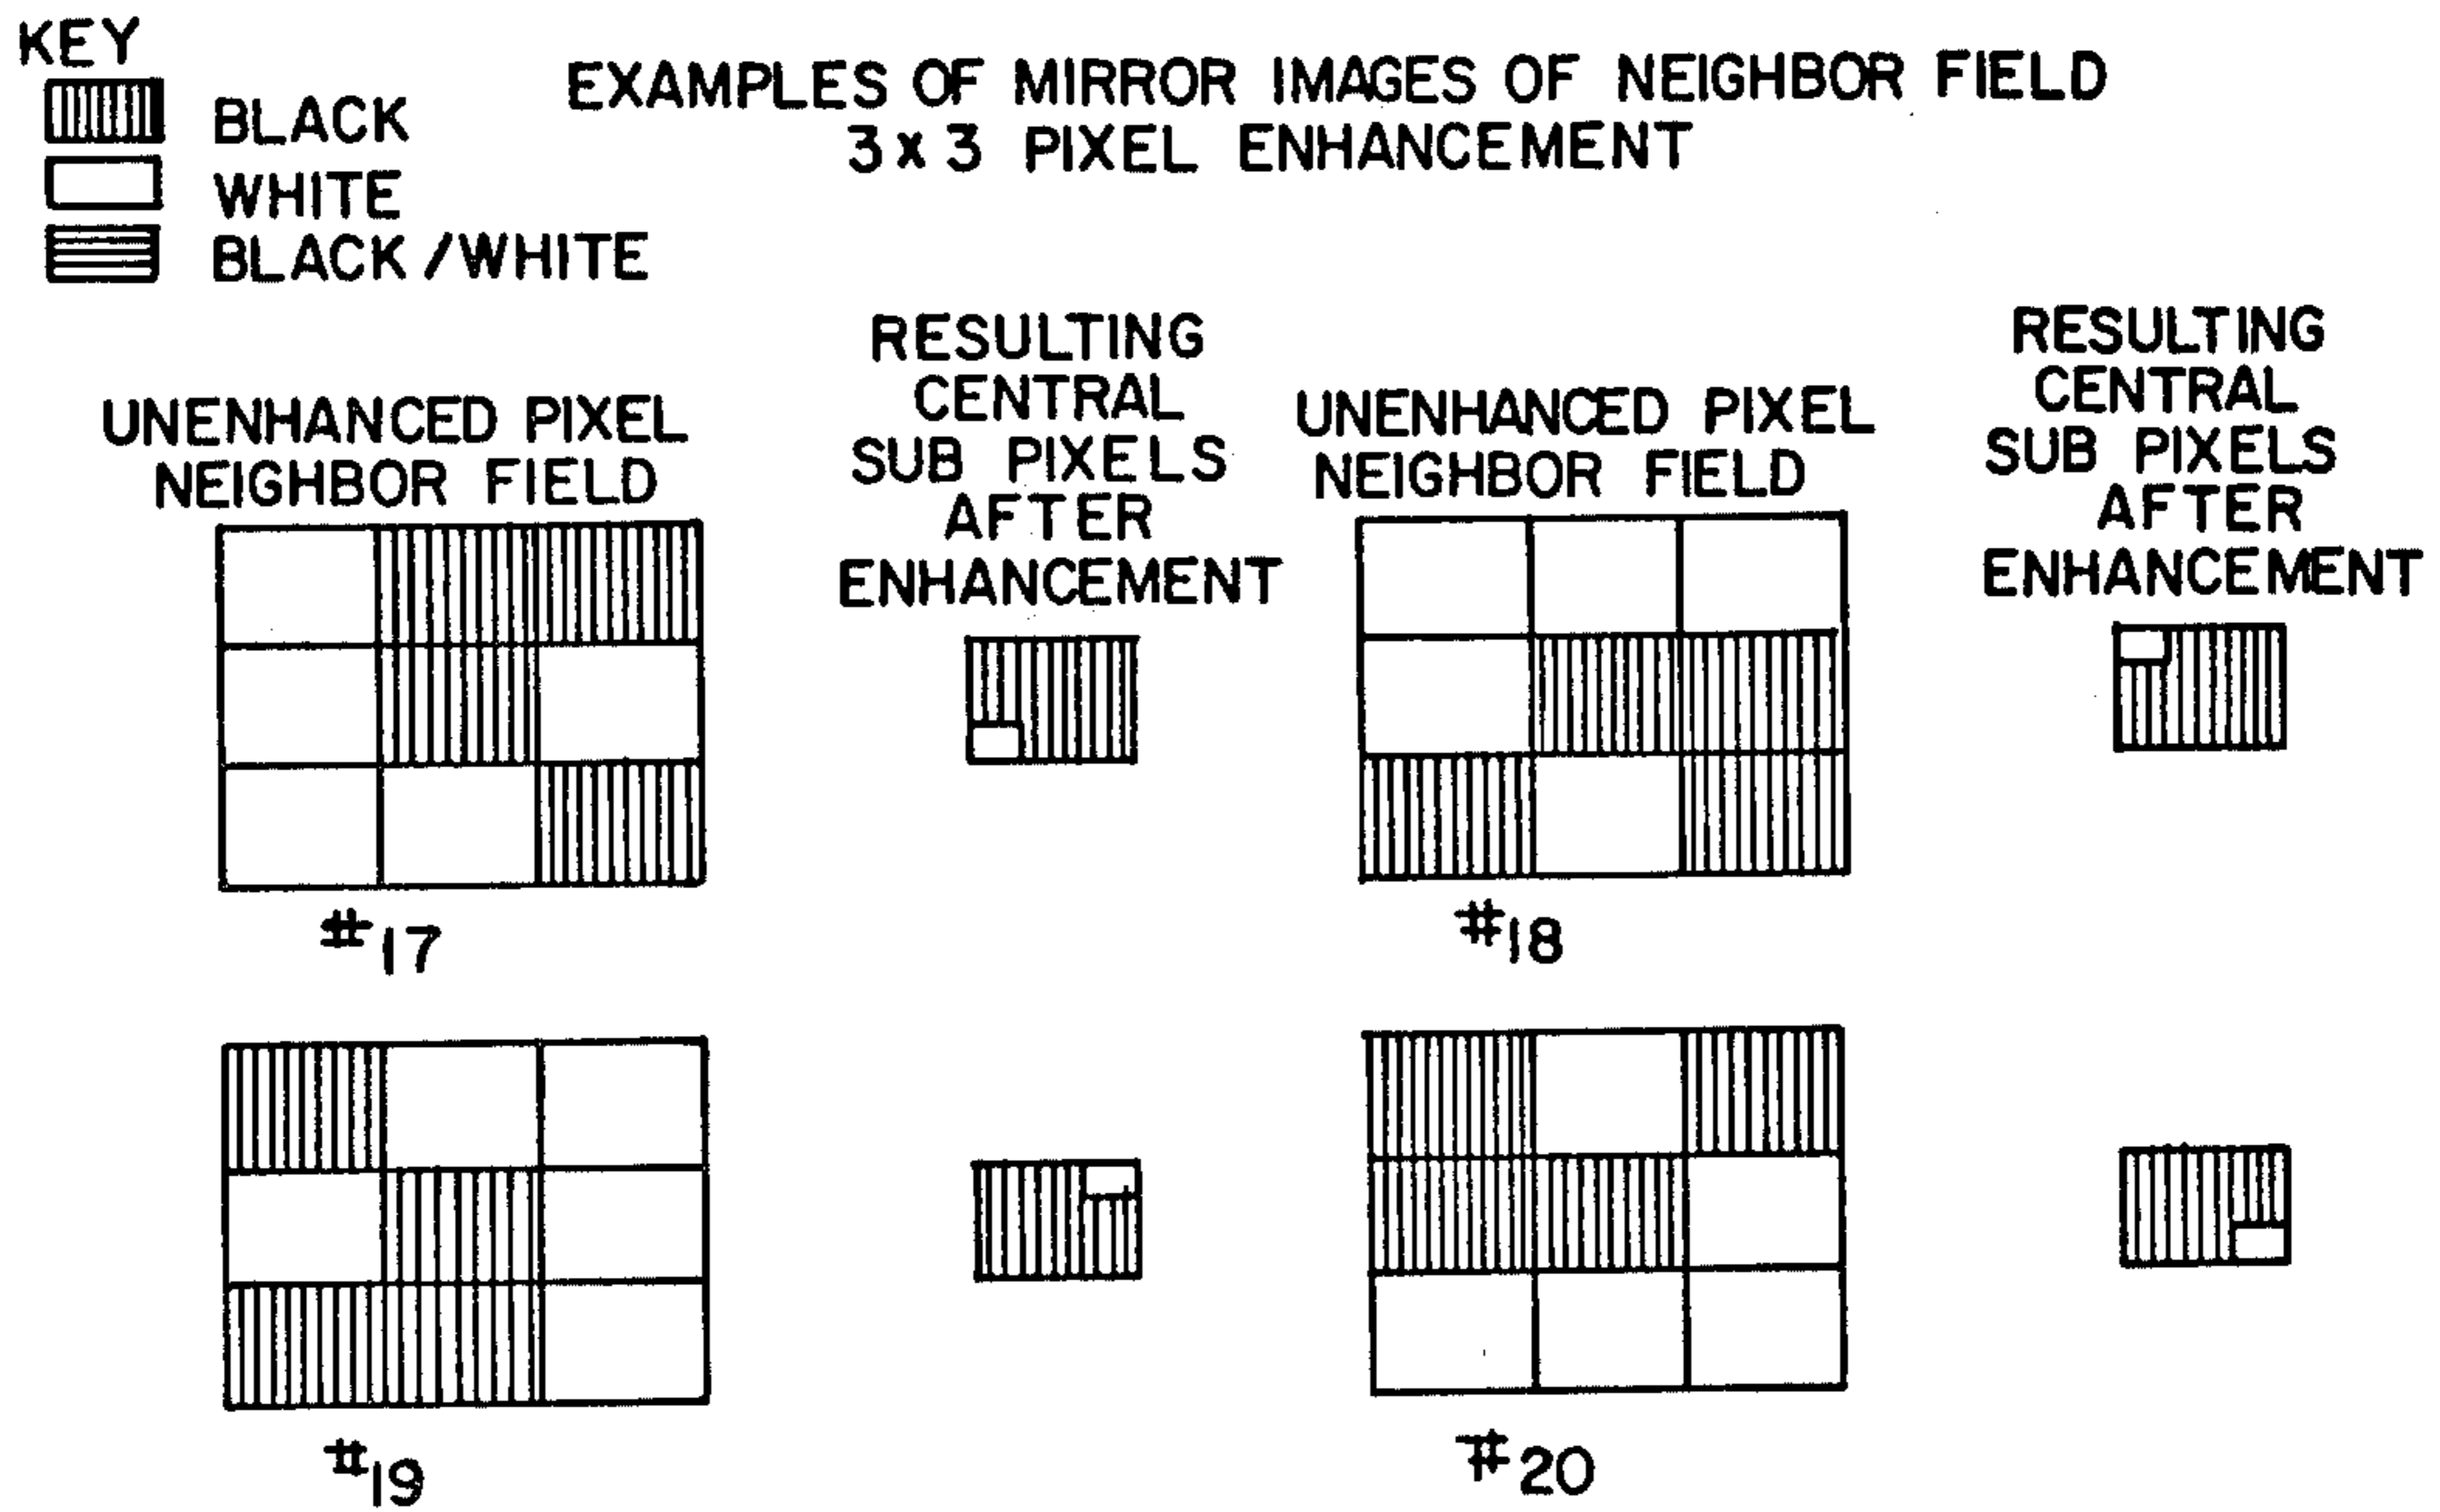 KEY
BLACK
WHITE
BLACK/WHITE
EXAMPLES OF MIRROR IMAGES OF NEIGHBOR FIELD
3x3 PIXEL ENHANCEMENT
UNENHANCED PIXEL
NEIGHBOR FIELD
RESULTING
CENTRAL
SUB PIXELS
AFTER
ENHANCEMENT
UNENHANCED PIXEL
NEIGHBOR FIELD
RESULTING
CENTRAL
SUB PIXELS
AFTER
ENHANCEMENT
#17
#18
#19
#20